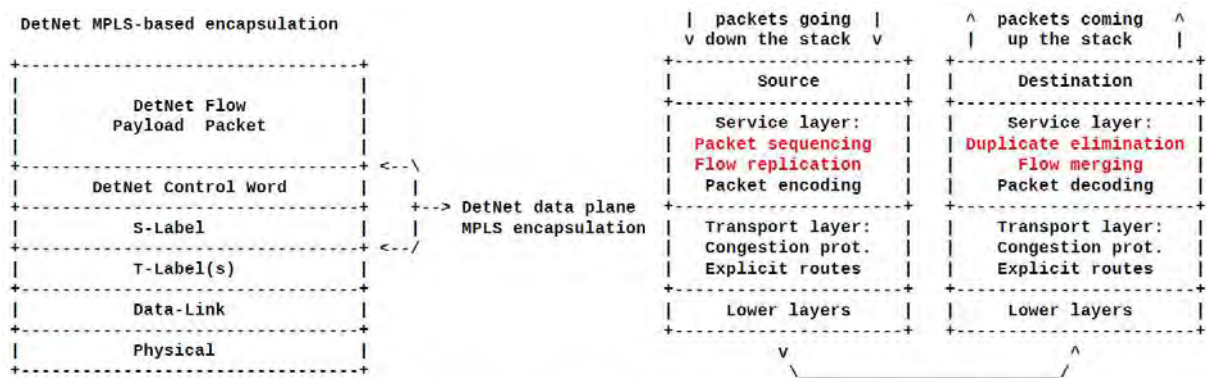 DetNet MPLS-based encapsulation
DetNet Flow
Payload Packet
DetNet Control Word
S-Label
T-Label(s)
Data-Link
Physical
DetNet data plane
MPLS encapsulation
packets going
down the stack
Source
Service layer:
Packet sequencing
Flow replication
Packet encoding
Transport layer:
Congestion prot.
Explicit routes
Lower layers
packets coming
up the stack
Destination
Service layer:
Duplicate elimination
Flow merging
Packet decoding
Transport layer:
Congestion prot.
Explicit routes
Lower layers